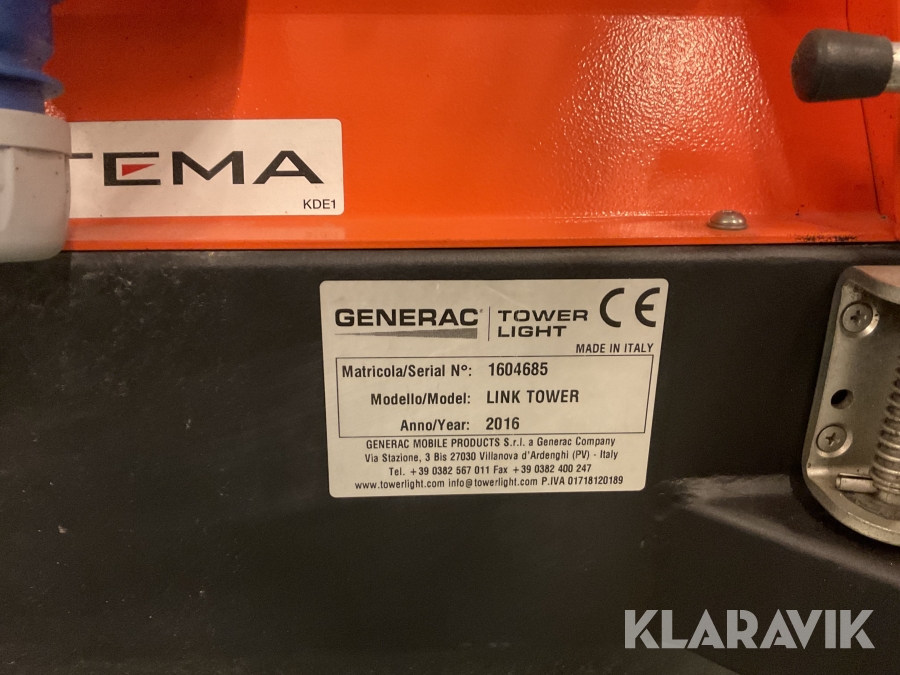 TEMA
KDE1
GENERAC® | TOWER LIGHT CE
MADE IN ITALY
Matricola/Serial N°: 1604685
Modello/Model: LINK TOWER
Anno/Year: 2016
GENERAC MOBILE PRODUCTS S.r.l. a Generac Company
Via Stazione, 3 Bis 27030 Villanova d'Ardenghi (PV) - Italy
Tel. +39 0382 567 011 Fax +39 0382 400 247
www.towerlight.com info@towerlight.com P.IVA 01718120189
KLARAVIK